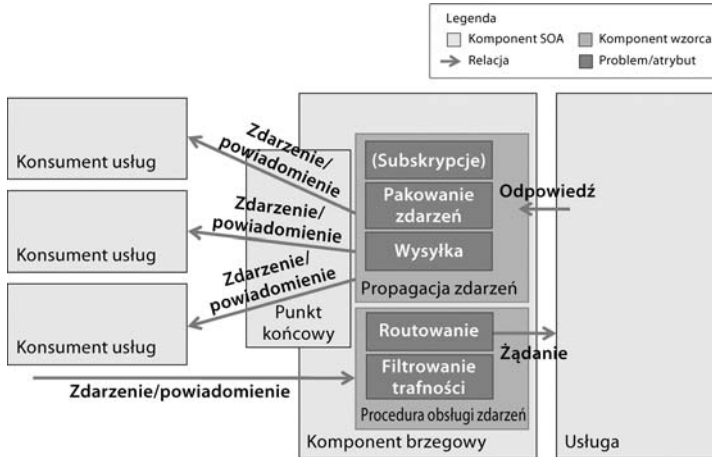 Legenda
Komponent SOA
Komponent wzorca
Relacja
Problem/atrybut
Konsument usług
Konsument usług
Konsument usług
Zdarzenie/
powiadomienie
Zdarzenie/
powiadomienie
Zdarzenie/
powiadomienie
Punkt
końcowy
(Subskrypcje)
Pakowanie
zdarzeń
Wysyłka
Propagacja zdarzeń
Odpowiedź
Routowanie
Filtrowanie
trafności
Procedura obsługi zdarzeń
Żądanie
Zdarzenie/powiadomienie
Komponent brzegowy
Usługa